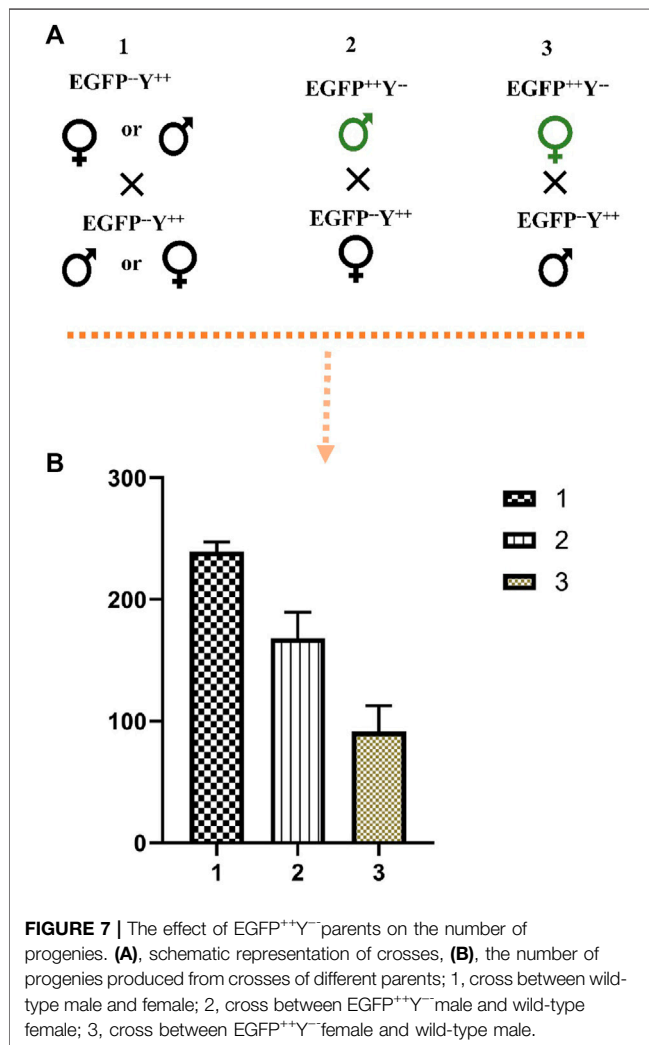 A
1 2 3
EGFP⁻⁻Y⁺⁺ EGFP⁺⁺Y⁻⁻ EGFP⁺⁺Y⁻⁻
or
EGFP⁻⁻Y⁺⁺ EGFP⁻⁻Y⁺⁺ EGFP⁻⁻Y⁺⁺
or
B
300
200
100
0
1 2 3
1
2
3
FIGURE 7 | The effect of EGFP⁺⁺Y⁻⁻parents on the number of
progenies. (A), schematic representation of crosses, (B), the number of
progenies produced from crosses of different parents; 1, cross between wild-
type male and female; 2, cross between EGFP⁺⁺Y⁻⁻male and wild-type
female; 3, cross between EGFP⁺⁺Y⁻⁻female and wild-type male.